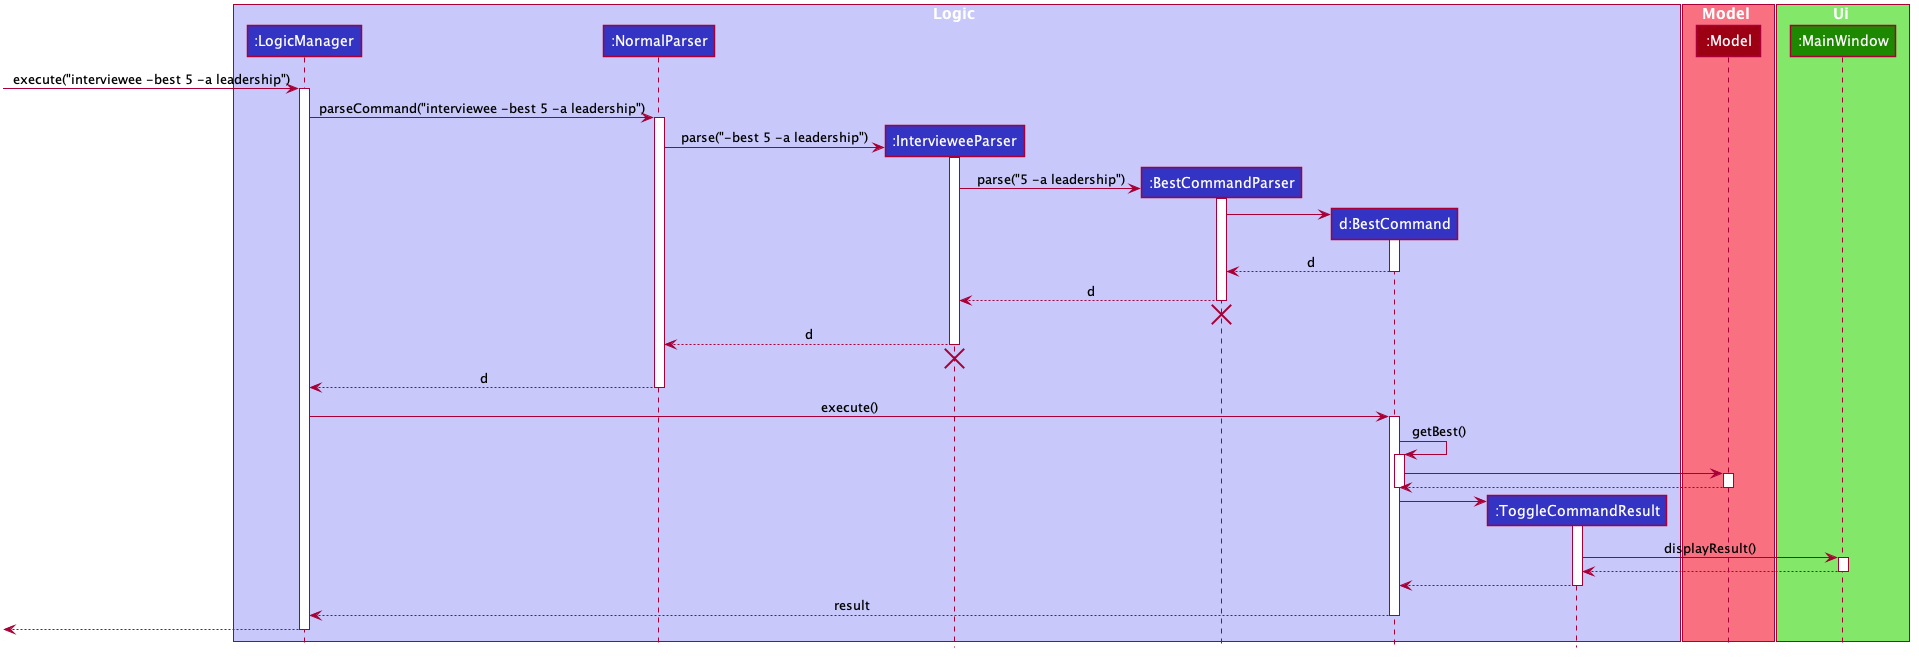 Logic
Model
Ui
:LogicManager
:NormalParser
:Model
:MainWindow
execute("interviewee -best 5 -a leadership")
parseCommand("interviewee -best 5 -a leadership")
parse("-best 5 -a leadership")
:IntervieweeParser
parse("5 -a leadership")
:BestCommandParser
d:BestCommand
d
d
d
d
execute()
getBest()
:ToggleCommandResult
displayResult()
result